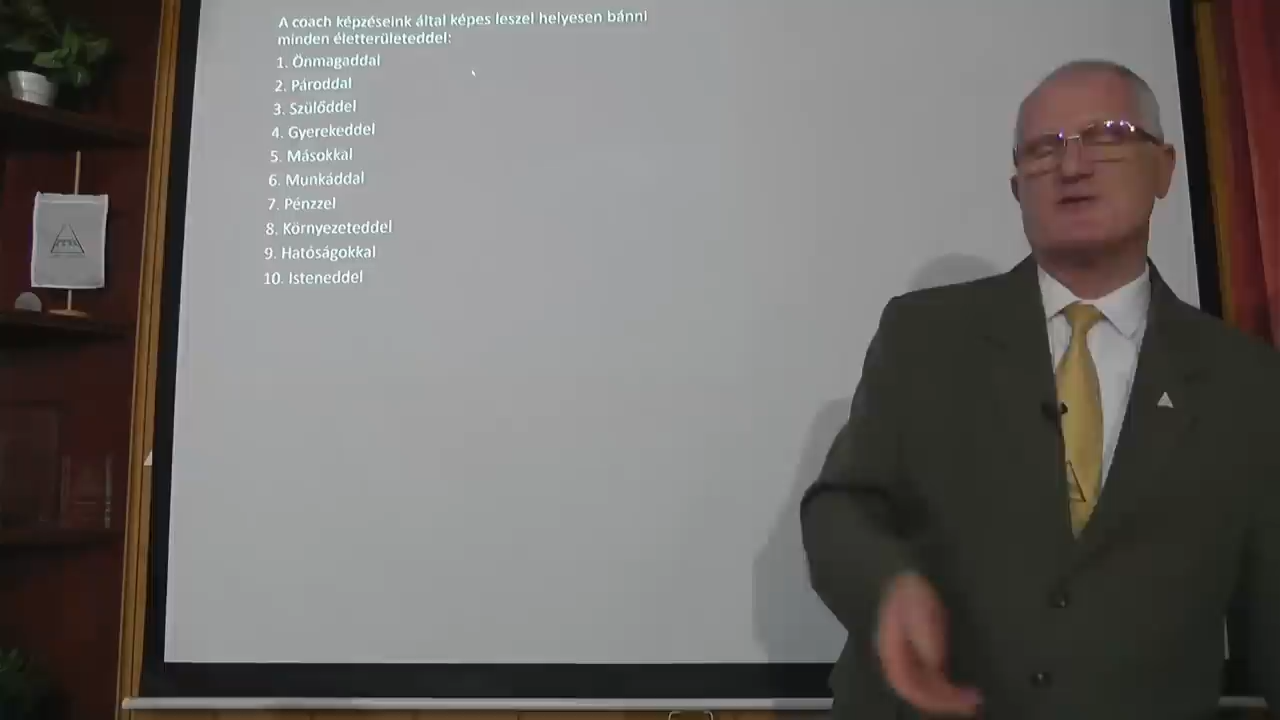 A coach képzéseink által képes leszel helyesen bánni
minden életterületeddel:
1. Önmagaddal
2. Pároddal
3. Szülőddel
4. Gyerekeddel
5. Másokkal
6. Munkáddal
7. Pénzzel
8. Környezeteddel
9. Hatóságokkal
10. Isteneddel